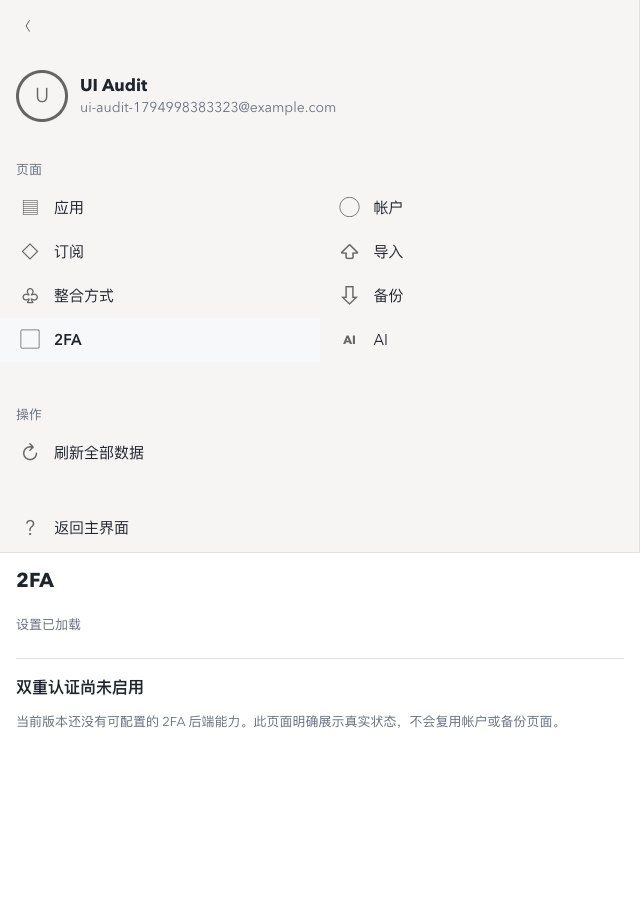 U
UI Audit
ui-audit-1794998383323@example.com
页面
应用
帐户
订阅
导入
整合方式
备份
2FA
AI AI
操作
刷新全部数据
? 返回主界面
2FA
设置已加载
双重认证尚未启用
当前版本还没有可配置的 2FA 后端能力。此页面明确展示真实状态，不会复用帐户或备份页面。